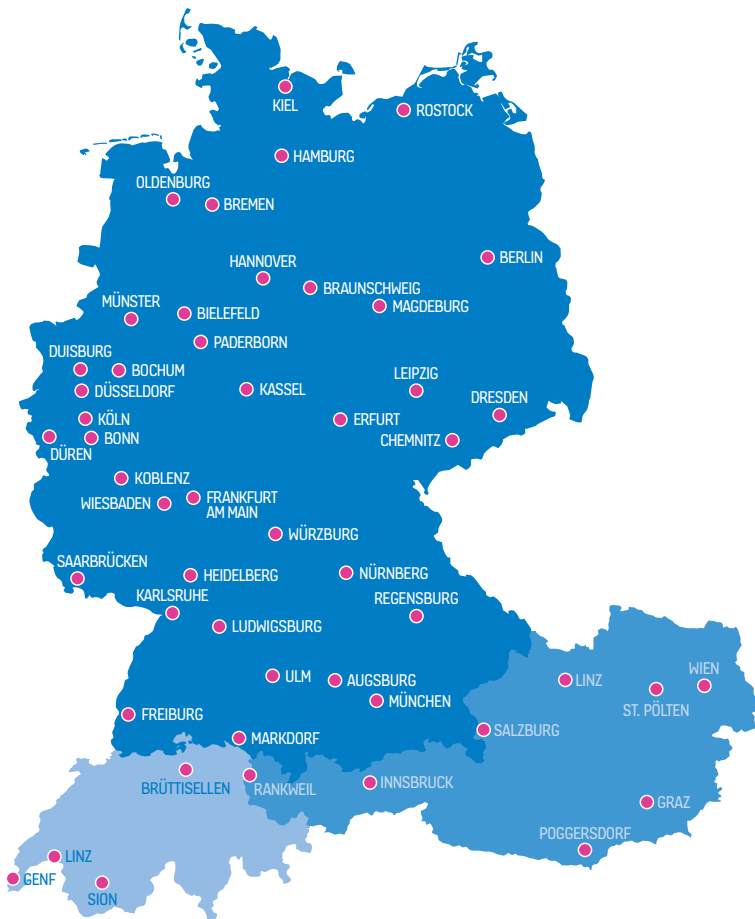 KIEL
ROSTOCK
HAMBURG
OLDENBURG
BREMEN
BERLIN
HANNOVER
BRAUNSCHWEIG
MÜNSTER
BIELEFELD
MAGDEBURG
PADERBORN
DUISBURG
BOCHUM
LEIPZIG
DÜSSELDORF
KASSEL
DRESDEN
KÖLN
ERFURT
BONN
CHEMNITZ
DÜREN
KOBLENZ
WIESBADEN
FRANKFURT
AM MAIN
WÜRZBURG
SAARBRÜCKEN
HEIDELBERG
NÜRNBERG
KARLSRUHE
REGENSBURG
LUDWIGSBURG
ULM
AUGSBURG
LINZ
WIEN
MÜNCHEN
ST. PÖLTEN
FREIBURG
SALZBURG
MARKDORF
BRÜTTISELLEN
RANKWEIL
INNSBRUCK
GRAZ
POGGERSDORF
LINZ
GENF
SION